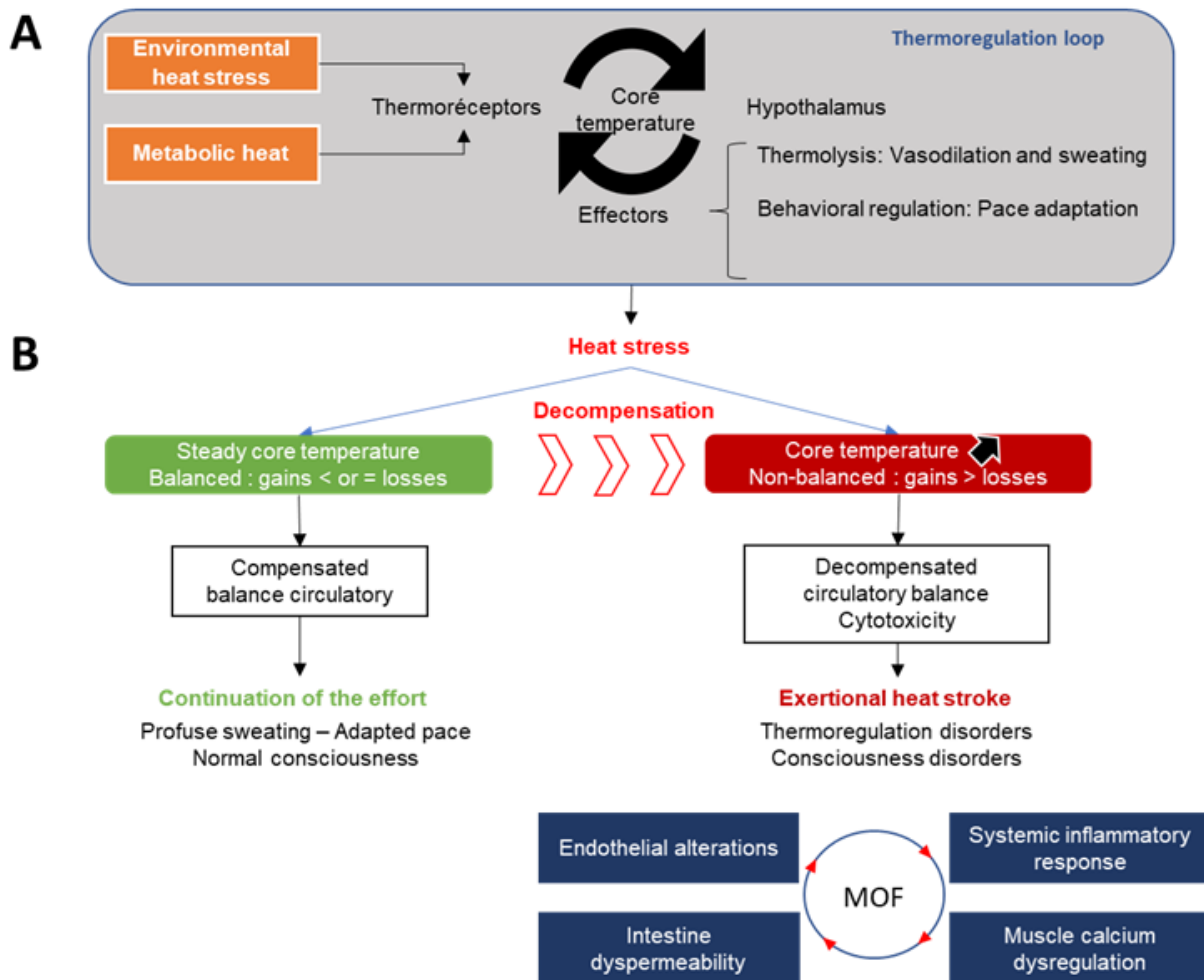 A
Thermoregulation loop
Environmental
heat stress
Metabolic heat
Thermoréceptors
Core
temperature
Hypothalamus
Effectors
Thermolysis: Vasodilation and sweating
Behavioral regulation: Pace adaptation
B
Heat stress
Decompensation
Steady core temperature
Balanced : gains < or = losses
Core temperature
Non-balanced : gains > losses
Compensated
balance circulatory
Decompensated
circulatory balance
Cytotoxicity
Continuation of the effort
Profuse sweating – Adapted pace
Normal consciousness
Exertional heat stroke
Thermoregulation disorders
Consciousness disorders
Endothelial alterations
Systemic inflammatory
response
MOF
Intestine
dyspermeability
Muscle calcium
dysregulation